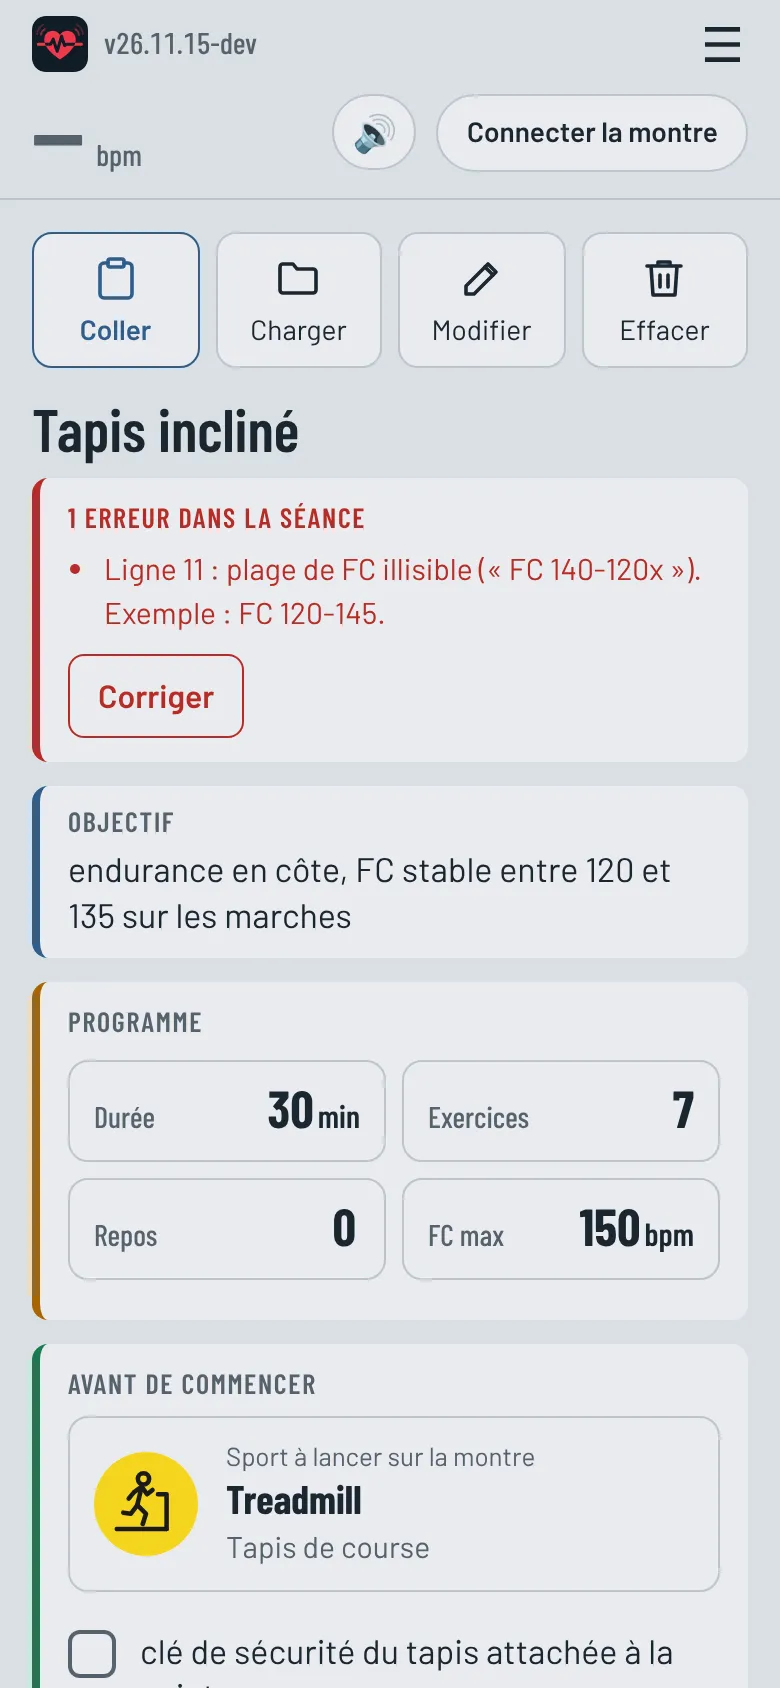 v26.11.15-dev
bpm
Connecter la montre
Coller
Charger
Modifier
Effacer
Tapis incliné
1 ERREUR DANS LA SÉANCE
• Ligne 11 : plage de FC illisible (« FC 140-120x »).
Exemple : FC 120-145.
Corriger
OBJECTIF
endurance en côte, FC stable entre 120 et
135 sur les marches
PROGRAMME
Durée 30 min
Exercices 7
Repos 0
FC max 150 bpm
AVANT DE COMMENCER
Sport à lancer sur la montre
Treadmill
Tapis de course
clé de sécurité du tapis attachée à la